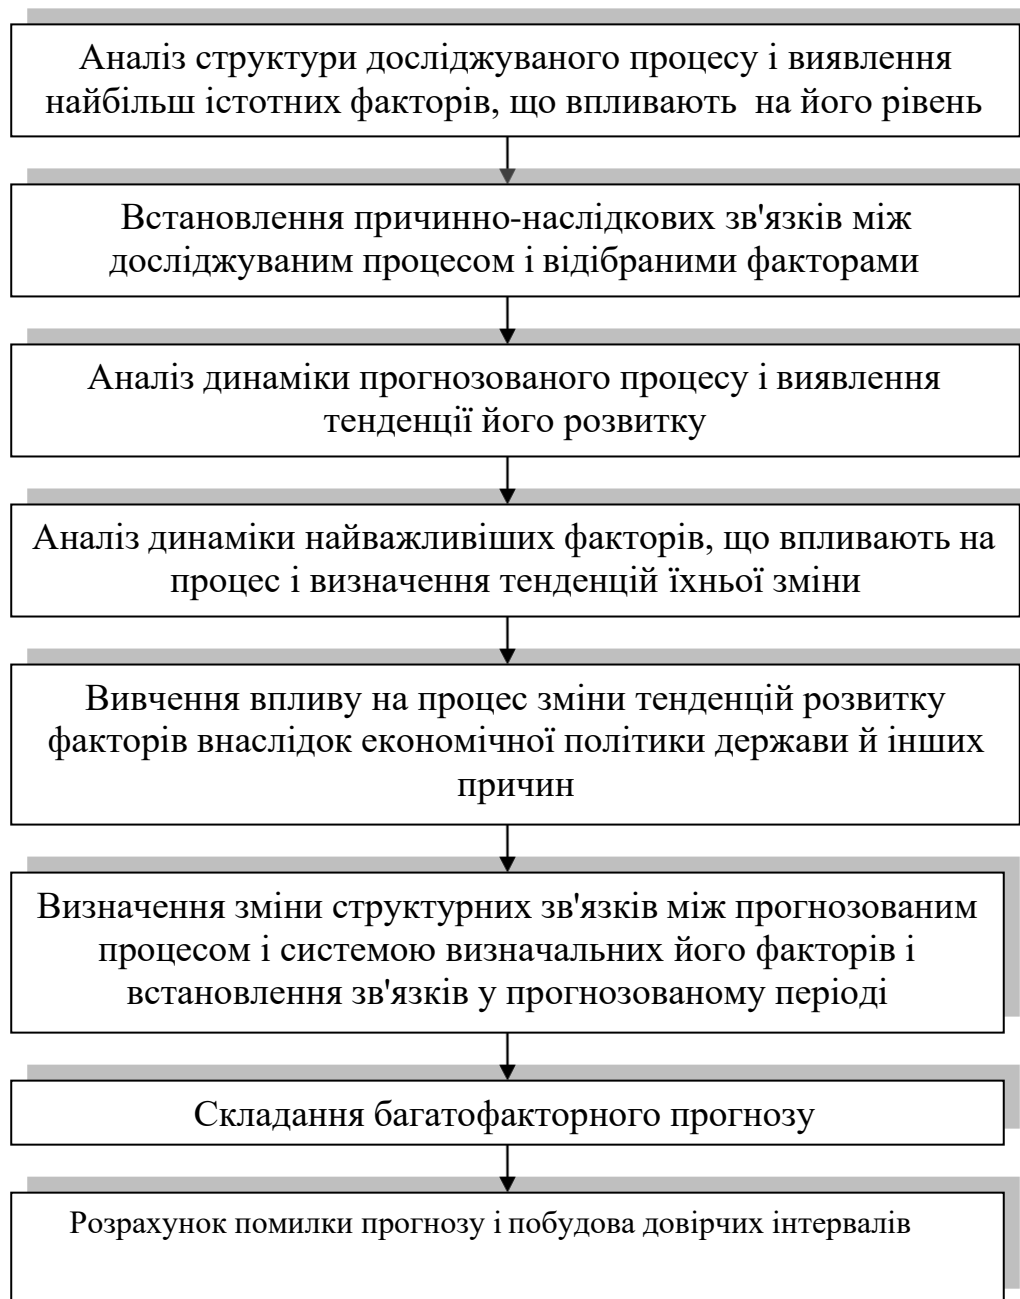 Аналіз структури досліджуваного процесу і виявлення
найбільш істотних факторів, що впливають на його рівень
Встановлення причинно-наслідкових зв'язків між
досліджуваним процесом і відібраними факторами
Аналіз динаміки прогнозованого процесу і виявлення
тенденції його розвитку
Аналіз динаміки найважливіших факторів, що впливають на
процес і визначення тенденцій їхньої зміни
Вивчення впливу на процес зміни тенденцій розвитку
факторів внаслідок економічної політики держави й інших
причин
Визначення зміни структурних зв'язків між прогнозованим
процесом і системою визначальних його факторів і
встановлення зв'язків у прогнозованому періоді
Складання багатофакторного прогнозу
Розрахунок помилки прогнозу і побудова довірчих інтервалів